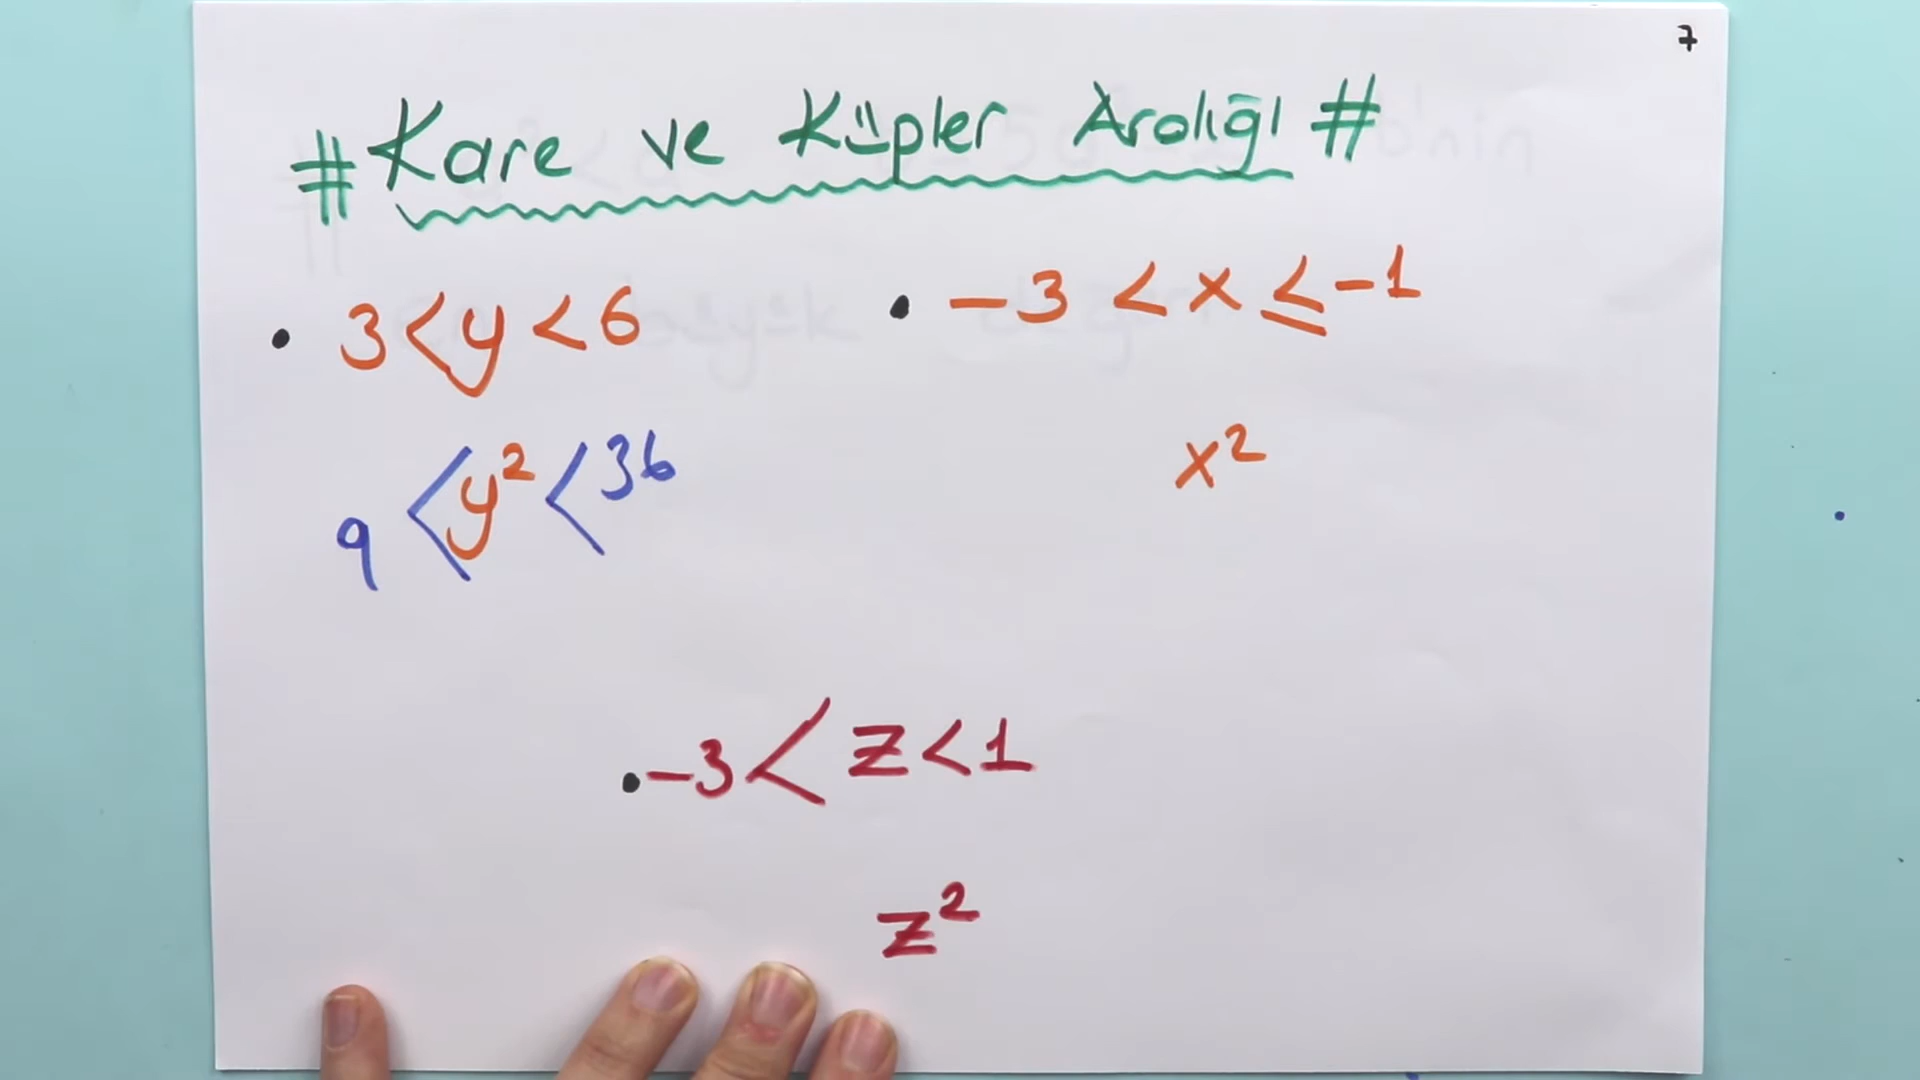 7
# Kare ve Küpler Aralığı #
• 3 < y < 6
• -3 < x ≤ -1
9 < y² < 36
x²
• -3 < z < 1
z²